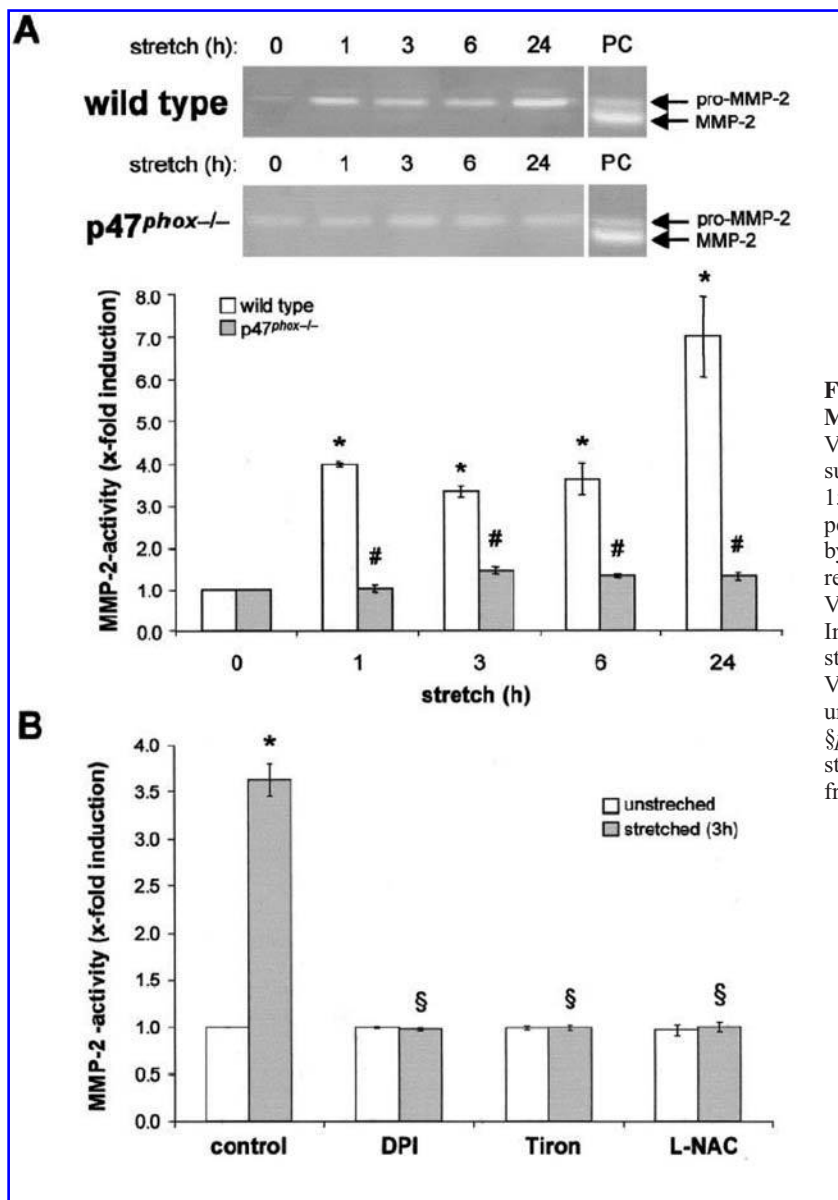 A
stretch (h): 0 1 3 6 24 PC
wild type
pro-MMP-2
MMP-2
stretch (h): 0 1 3 6 24 PC
p47phox–/–
pro-MMP-2
MMP-2
MMP-2-activity (x-fold induction)
8.0
7.0
6.0
5.0
4.0
3.0
2.0
1.0
0.0
wild type
p47phox–/–
* * * *
# # # #
0 1 3 6 24
stretch (h)
B
MMP-2 -activity (x-fold induction)
4.0
3.5
3.0
2.5
2.0
1.5
1.0
0.5
0.0
*
unstreched
stretched (3h)
§ § §
control DPI Tiron L-NAC
F
M
V
su
1
p
by
re
V
In
st
V
u
§
st
fr